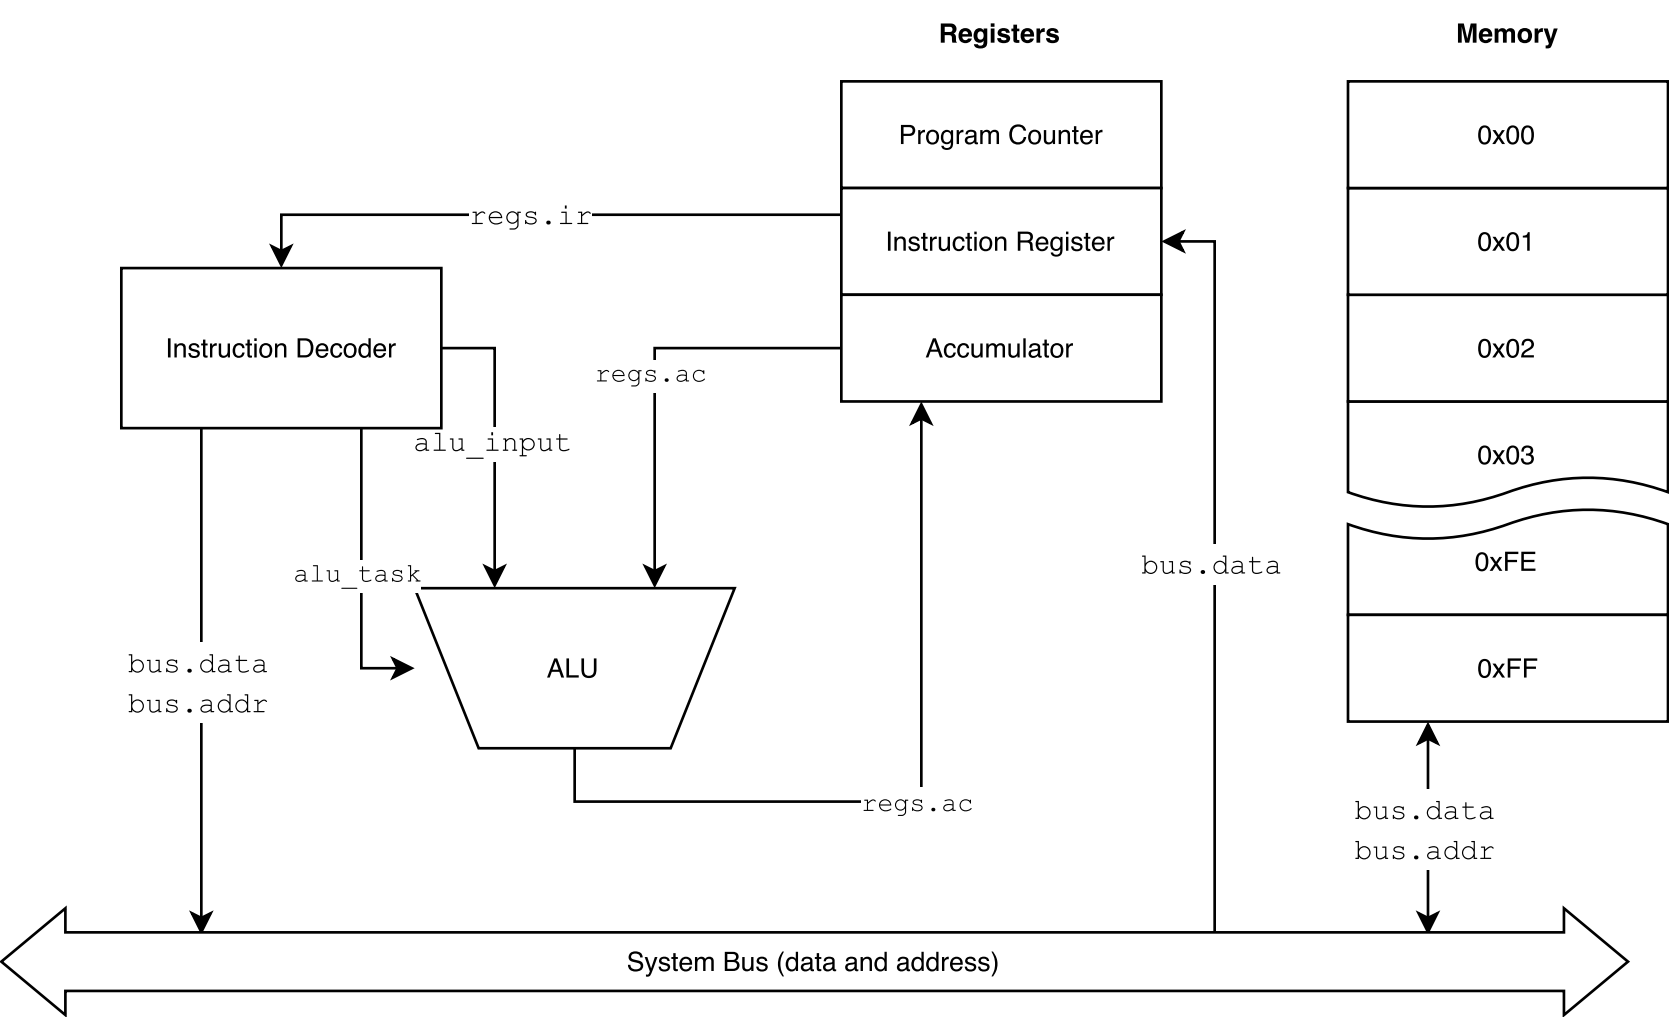 Registers
Memory
Program Counter
0x00
regs.ir
Instruction Register
0x01
Instruction Decoder
regs.ac
Accumulator
0x02
alu_input
0x03
alu_task
bus.data
0xFE
bus.data
bus.addr
ALU
0xFF
regs.ac
bus.data
bus.addr
System Bus (data and address)